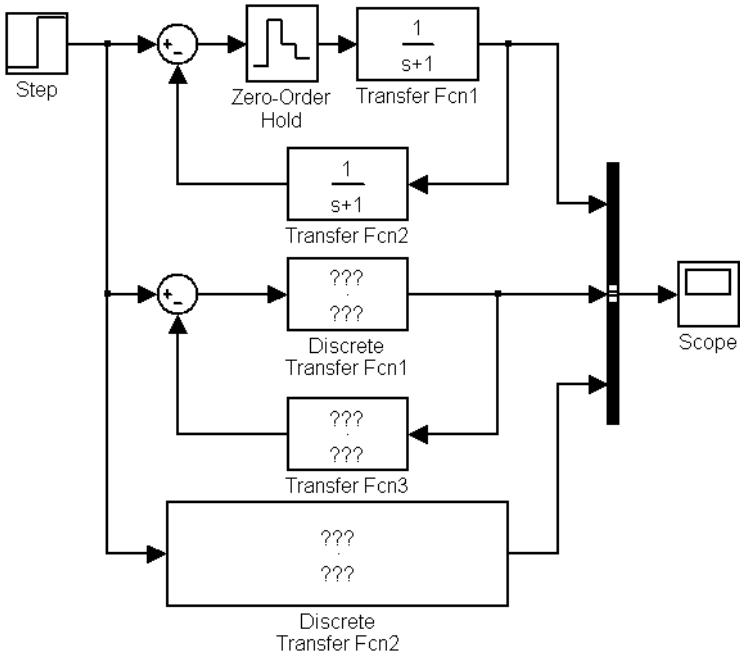 Step
+
-
Zero-Order
Hold
1
s+1
Transfer Fcn1
1
s+1
Transfer Fcn2
+
-
???
.
???
Discrete
Transfer Fcn1
???
.
???
Transfer Fcn3
???
.
???
Discrete
Transfer Fcn2
Scope